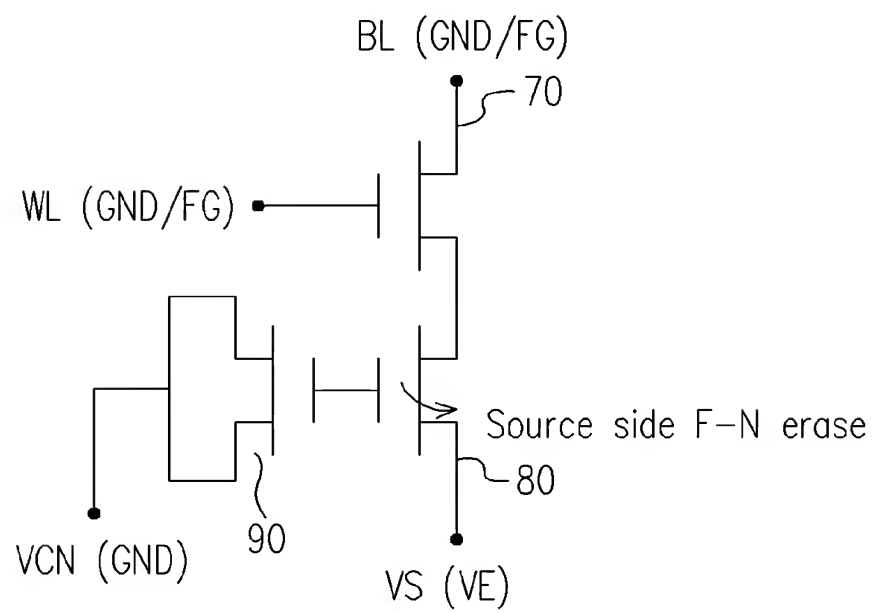 BL (GND/FG)
70
WL (GND/FG)
Source side F-N erase
80
90
VCN (GND)
VS (VE)